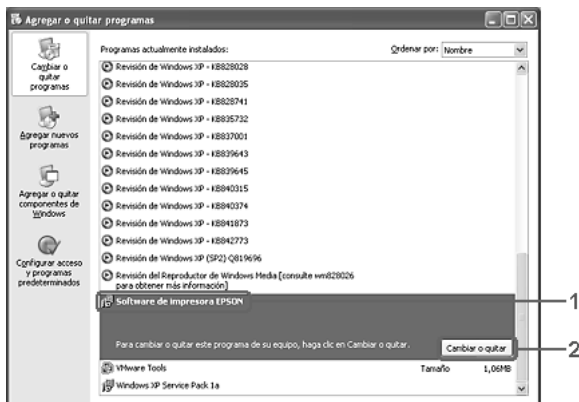 Agregar o quitar programas
Cambiar o
quitar
programas
Agregar nuevos
programas
Agregar o quitar
componentes de
Windows
Configurar acceso
y programas
predeterminados
Programas actualmente instalados:
Ordenar por: Nombre
Revisión de Windows XP - KB828028
Revisión de Windows XP - KB828035
Revisión de Windows XP - KB828741
Revisión de Windows XP - KB835732
Revisión de Windows XP - KB837001
Revisión de Windows XP - KB839643
Revisión de Windows XP - KB839645
Revisión de Windows XP - KB840315
Revisión de Windows XP - KB840374
Revisión de Windows XP - KB841873
Revisión de Windows XP - KB842773
Revisión de Windows XP (SP2) Q819696
Revisión del Reproductor de Windows Media [consulte wm828026
para obtener más información]
Software de impresora EPSON
1
Para cambiar o quitar este programa de su equipo, haga clic en Cambiar o quitar.
Cambiar o quitar
2
VMware Tools
Tamaño 1,06MB
Windows XP Service Pack 1a